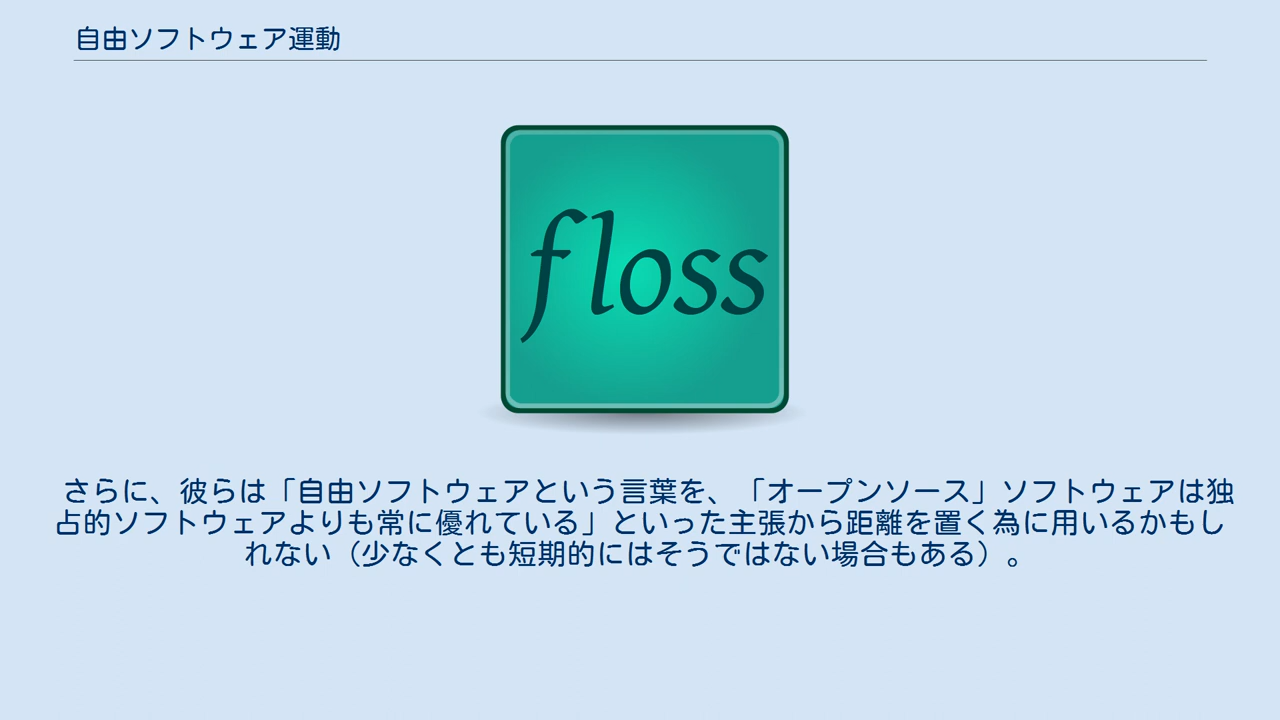 自由ソフトウェア運動
floss
さらに、彼らは「自由ソフトウェアという言葉を、「オープンソース」ソフトウェアは独
占的ソフトウェアよりも常に優れている」といった主張から距離を置く為に用いるかもし
れない（少なくとも短期的にはそうではない場合もある）。